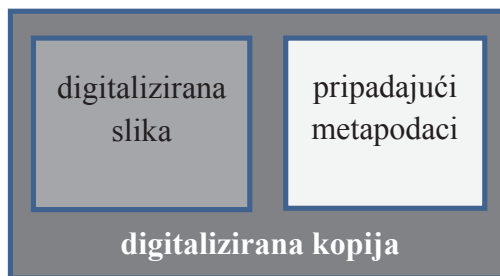 digitalizirana
slika
pripadajući
metapodaci
digitalizirana kopija